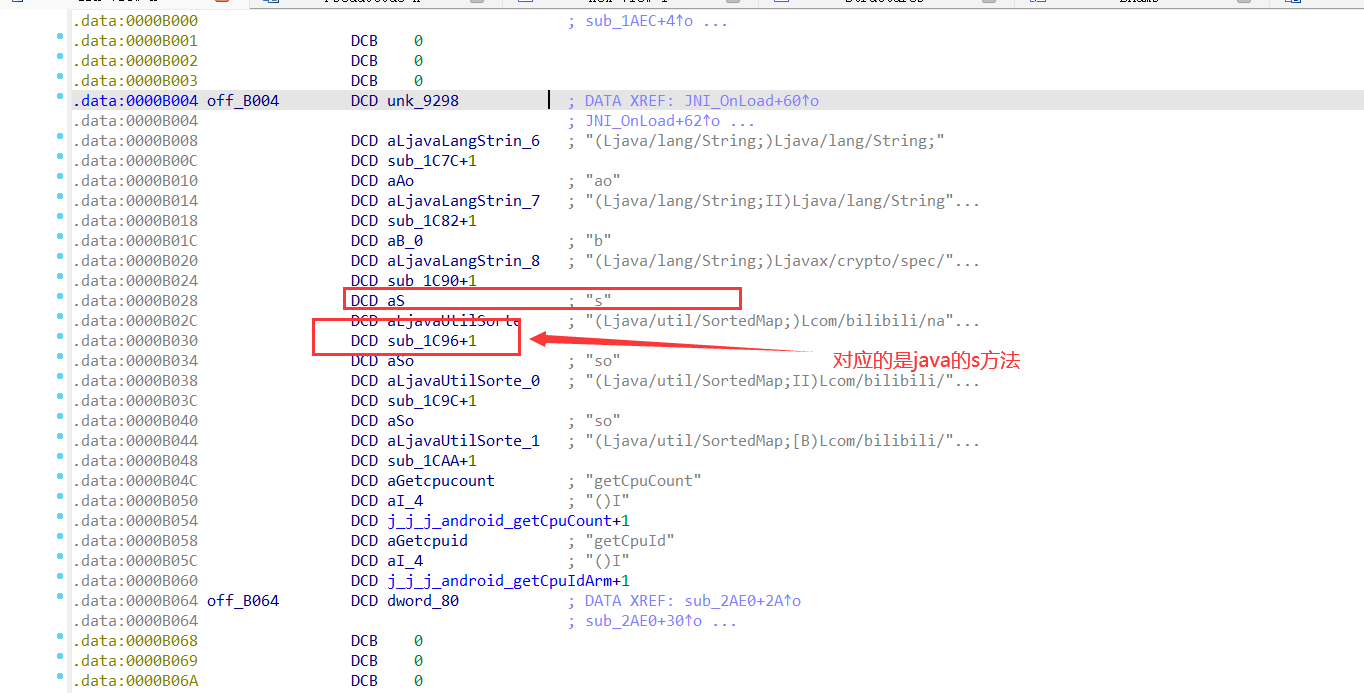 .data:0000B000 ; sub_1AEC+4↑o ...
.data:0000B001 DCB 0
.data:0000B002 DCB 0
.data:0000B003 DCB 0
.data:0000B004 off_B004 DCD unk_9298 ; DATA XREF: JNI_OnLoad+60↑o
.data:0000B004 ; JNI_OnLoad+62↑o ...
.data:0000B008 DCD aLjavaLangStrin_6 ; "(Ljava/lang/String;)Ljava/lang/String;"
.data:0000B00C DCD sub_1C7C+1
.data:0000B010 DCD aAo ; "ao"
.data:0000B014 DCD aLjavaLangStrin_7 ; "(Ljava/lang/String;II)Ljava/lang/String"...
.data:0000B018 DCD sub_1C82+1
.data:0000B01C DCD aB_0 ; "b"
.data:0000B020 DCD aLjavaLangStrin_8 ; "(Ljava/lang/String;)Ljavax/crypto/spec/"...
.data:0000B024 DCD sub_1C90+1
.data:0000B028 DCD aS ; "s"
.data:0000B02C DCD aLjavaUtilSorte ; "(Ljava/util/SortedMap;)Lcom/bilibili/na"...
.data:0000B030 DCD sub_1C96+1
.data:0000B034 DCD aSo ; "so"
对应的是java的s方法
.data:0000B038 DCD aLjavaUtilSorte_0 ; "(Ljava/util/SortedMap;II)Lcom/bilibili/"...
.data:0000B03C DCD sub_1C9C+1
.data:0000B040 DCD aSo ; "so"
.data:0000B044 DCD aLjavaUtilSorte_1 ; "(Ljava/util/SortedMap;[B)Lcom/bilibili/"...
.data:0000B048 DCD sub_1CAA+1
.data:0000B04C DCD aGetcpucount ; "getCpuCount"
.data:0000B050 DCD aI_4 ; "()I"
.data:0000B054 DCD j_j_j_android_getCpuCount+1
.data:0000B058 DCD aGetcpuid ; "getCpuId"
.data:0000B05C DCD aI_4 ; "()I"
.data:0000B060 DCD j_j_j_android_getCpuIdArm+1
.data:0000B064 off_B064 DCD dword_80 ; DATA XREF: sub_2AE0+2A↑o
.data:0000B064 ; sub_2AE0+30↑o ...
.data:0000B068 DCB 0
.data:0000B069 DCB 0
.data:0000B06A DCB 0